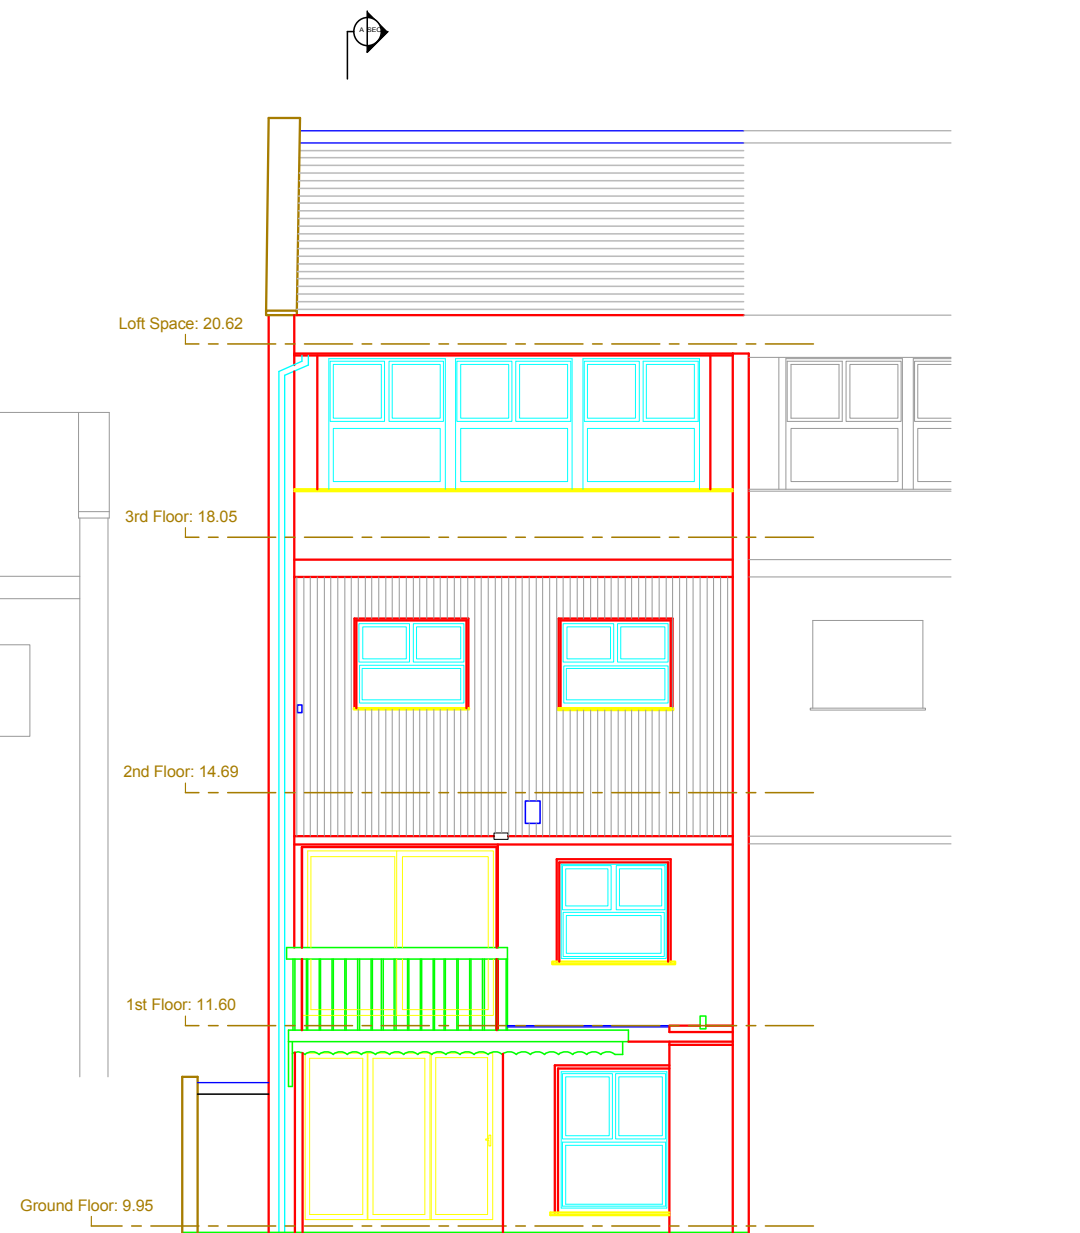 A SEC
Loft Space: 20.62
3rd Floor: 18.05
2nd Floor: 14.69
1st Floor: 11.60
Ground Floor: 9.95